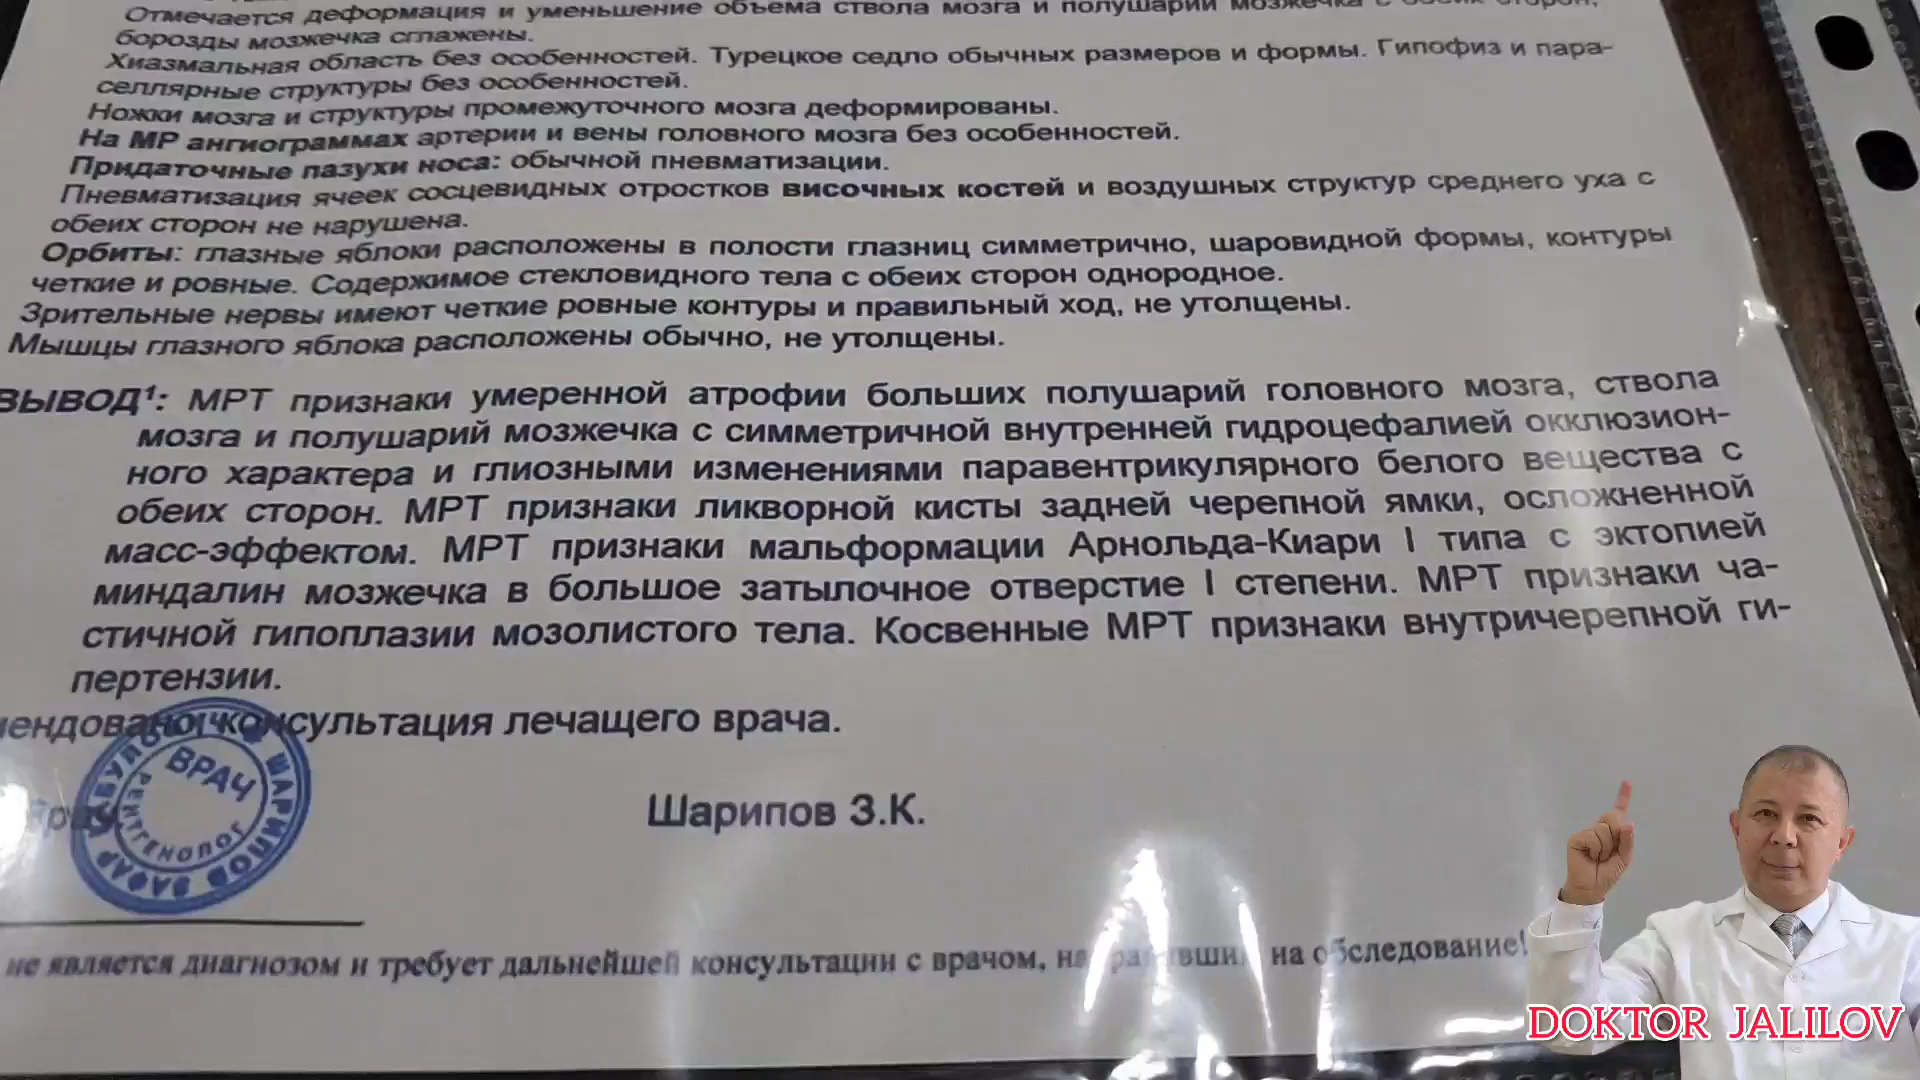 Отмечается деформация и уменьшение объема ствола мозга и полушарий мозжечка с обеих сторон,
борозды мозжечка сглажены.
Хиазмальная область без особенностей. Турецкое седло обычных размеров и формы. Гипофиз и пара-
селлярные структуры без особенностей.
Ножки мозга и структуры промежуточного мозга деформированы.
На МР ангиограммах артерии и вены головного мозга без особенностей.
Придаточные пазухи носа: обычной пневматизации.
Пневматизация ячеек сосцевидных отростков височных костей и воздушных структур среднего уха с
обеих сторон не нарушена.
Орбиты: глазные яблоки расположены в полости глазниц симметрично, шаровидной формы, контуры
четкие и ровные. Содержимое стекловидного тела с обеих сторон однородное.
Зрительные нервы имеют четкие ровные контуры и правильный ход, не утолщены.
Мышцы глазного яблока расположены обычно, не утолщены.
ВЫВОД¹: МРТ признаки умеренной атрофии больших полушарий головного мозга, ствола
мозга и полушарий мозжечка с симметричной внутренней гидроцефалией окклюзион-
ного характера и глиозными изменениями паравентрикулярного белого вещества с
обеих сторон. МРТ признаки ликворной кисты задней черепной ямки, осложненной
масс-эффектом. МРТ признаки мальформации Арнольда-Киари I типа с эктопией
миндалин мозжечка в большое затылочное отверстие I степени. МРТ признаки ча-
стичной гипоплазии мозолистого тела. Косвенные МРТ признаки внутричерепной ги-
пертензии.
консультация лечащего врача.
ВРАЧ
РЕНТГЕНОЛОГ
ШАРИПОВ ЗАФАР
Шарипов З.К.
не является диагнозом и требует дальнейшей консультации с врачом, на обследование!
DOKTOR JALILOV